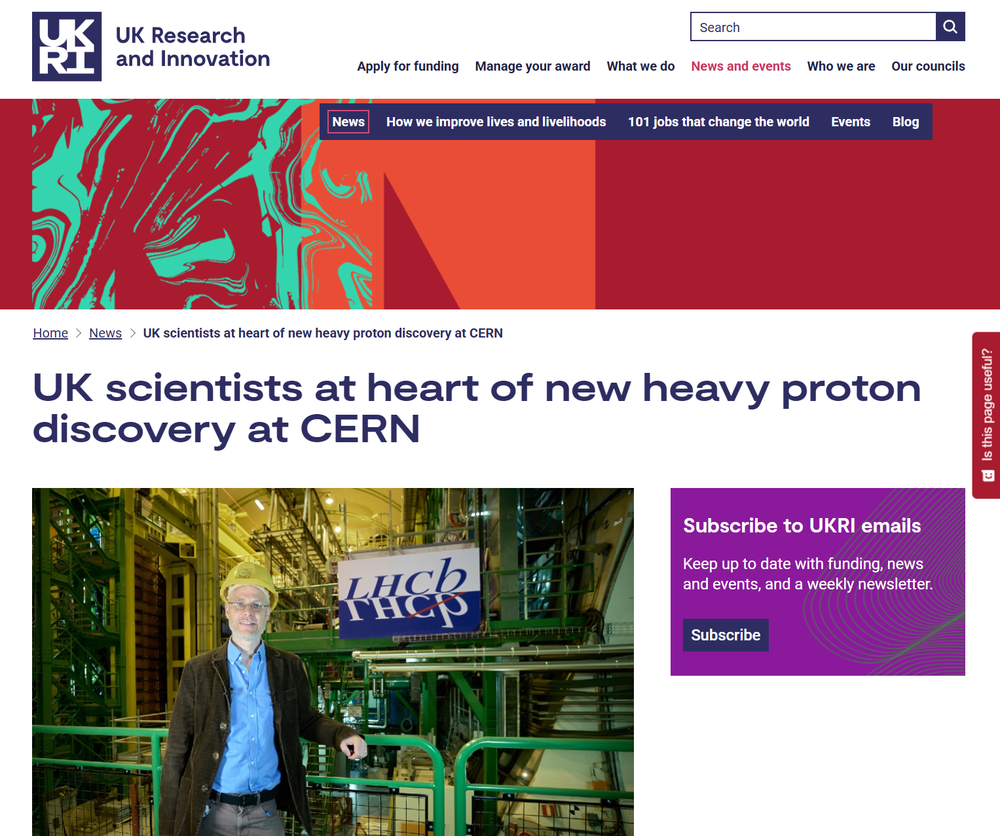 UK
RI
UK Research
and Innovation
Search
Apply for funding
Manage your award
What we do
News and events
Who we are
Our councils
News
How we improve lives and livelihoods
101 jobs that change the world
Events
Blog
Home
News
UK scientists at heart of new heavy proton discovery at CERN
UK scientists at heart of new heavy proton
discovery at CERN
Is this page useful?
LHCb
LHCb
Subscribe to UKRI emails
Keep up to date with funding, news
and events, and a weekly newsletter.
Subscribe